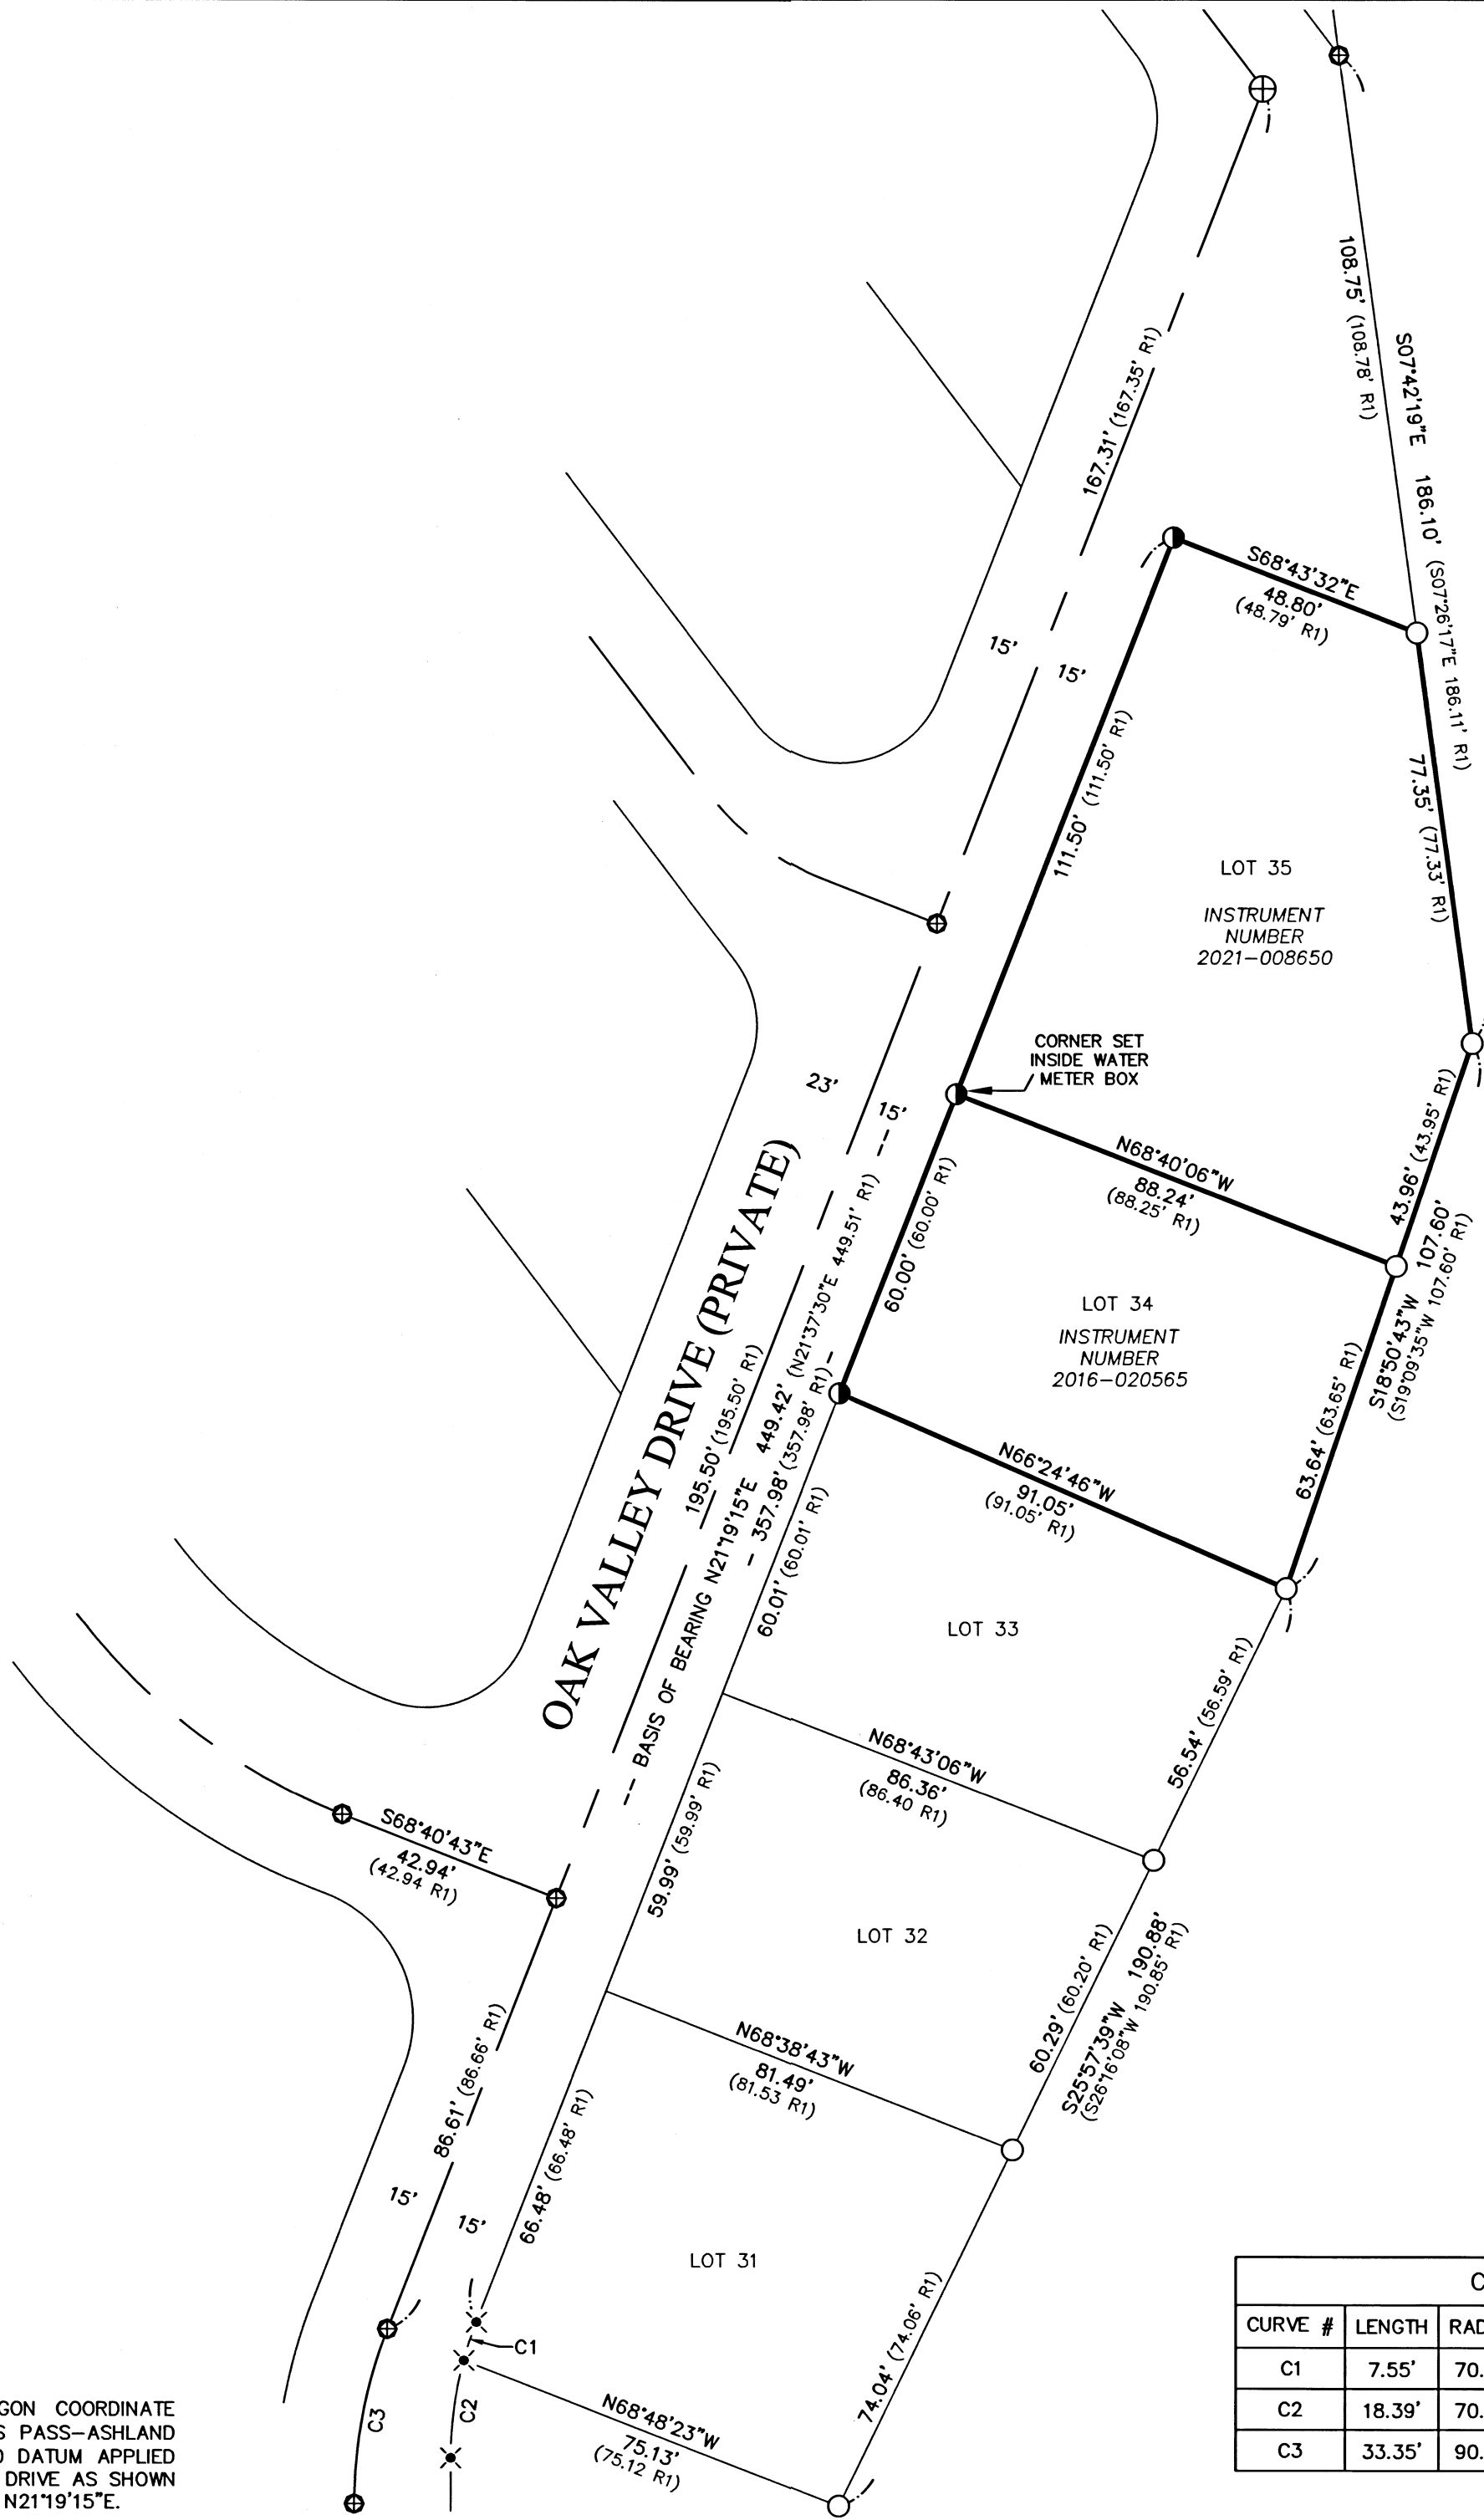 108.75' (108.78' R1)
S07°42'19"E 186.10' (S07°26'17"E 186.11' R1)
167.31' (167.35' R1)
S68°43'32"E
48.80'
(48.79' R1)
15'
15'
111.50' (111.50' R1)
77.35' (77.33' R1)
LOT 35
INSTRUMENT
NUMBER
2021-008650
CORNER SET
INSIDE WATER
METER BOX
23'
15'
43.96' (43.95' R1)
N68°40'06"W
88.24'
(88.25' R1)
60.00' (60.00' R1)
S18°50'43"W 107.60'
(S19°09'35"W 107.60' R1)
LOT 34
INSTRUMENT
NUMBER
2016-020565
OAK VALLEY DRIVE (PRIVATE)
195.50' (195.50' R1)
BASIS OF BEARING N21°19'15"E 449.42' (N21°37'30"E 449.51' R1)
357.98' (357.98' R1)
63.64' (63.65' R1)
N66°24'46"W
91.05'
(91.05' R1)
60.01' (60.01' R1)
LOT 33
56.54' (56.59' R1)
N68°43'06"W
86.36'
(86.40 R1)
59.99' (59.99' R1)
S68°40'43"E
42.94'
(42.94 R1)
LOT 32
60.29' (60.20' R1)
S25°57'39"W 190.88'
(S26°16'08"W 190.85' R1)
N68°38'43"W
81.49'
(81.53 R1)
86.61' (86.66' R1)
66.48' (66.48' R1)
15'
15'
LOT 31
74.04' (74.06' R1)
C1
C2
C3
N68°48'23"W
75.13'
(75.12 R1)
C
CURVE # LENGTH RAD
C1 7.55' 70.
C2 18.39' 70.
C3 33.35' 90.
GON COORDINATE
S PASS-ASHLAND
D DATUM APPLIED
DRIVE AS SHOWN
N21°19'15"E.